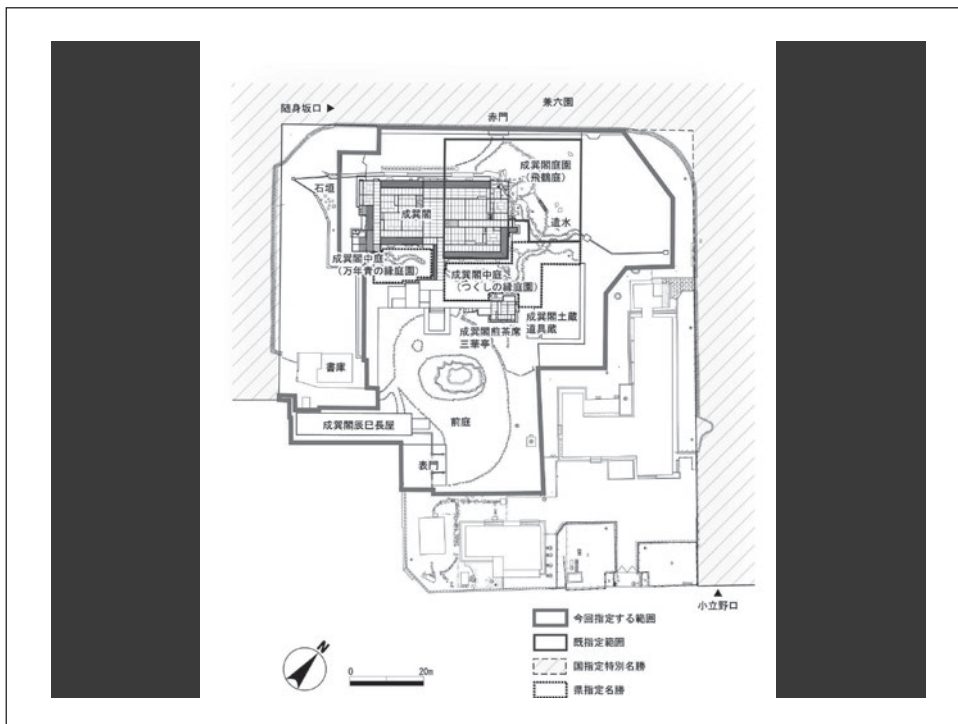 兼六園
随身坂口 ▶
赤門
成巽閣庭園
(飛鶴庭)
石垣
成巽閣
遣水
成巽閣中庭
(万年青の縁庭園)
成巽閣中庭
(つくしの縁庭園)
成巽閣土蔵
道具蔵
成巽閣煎茶席
三華亭
書庫
前庭
成巽閣辰巳長屋
表門
▲
小立野口
今回指定する範囲
既指定範囲
国指定特別名勝
県指定名勝
N
0 20m